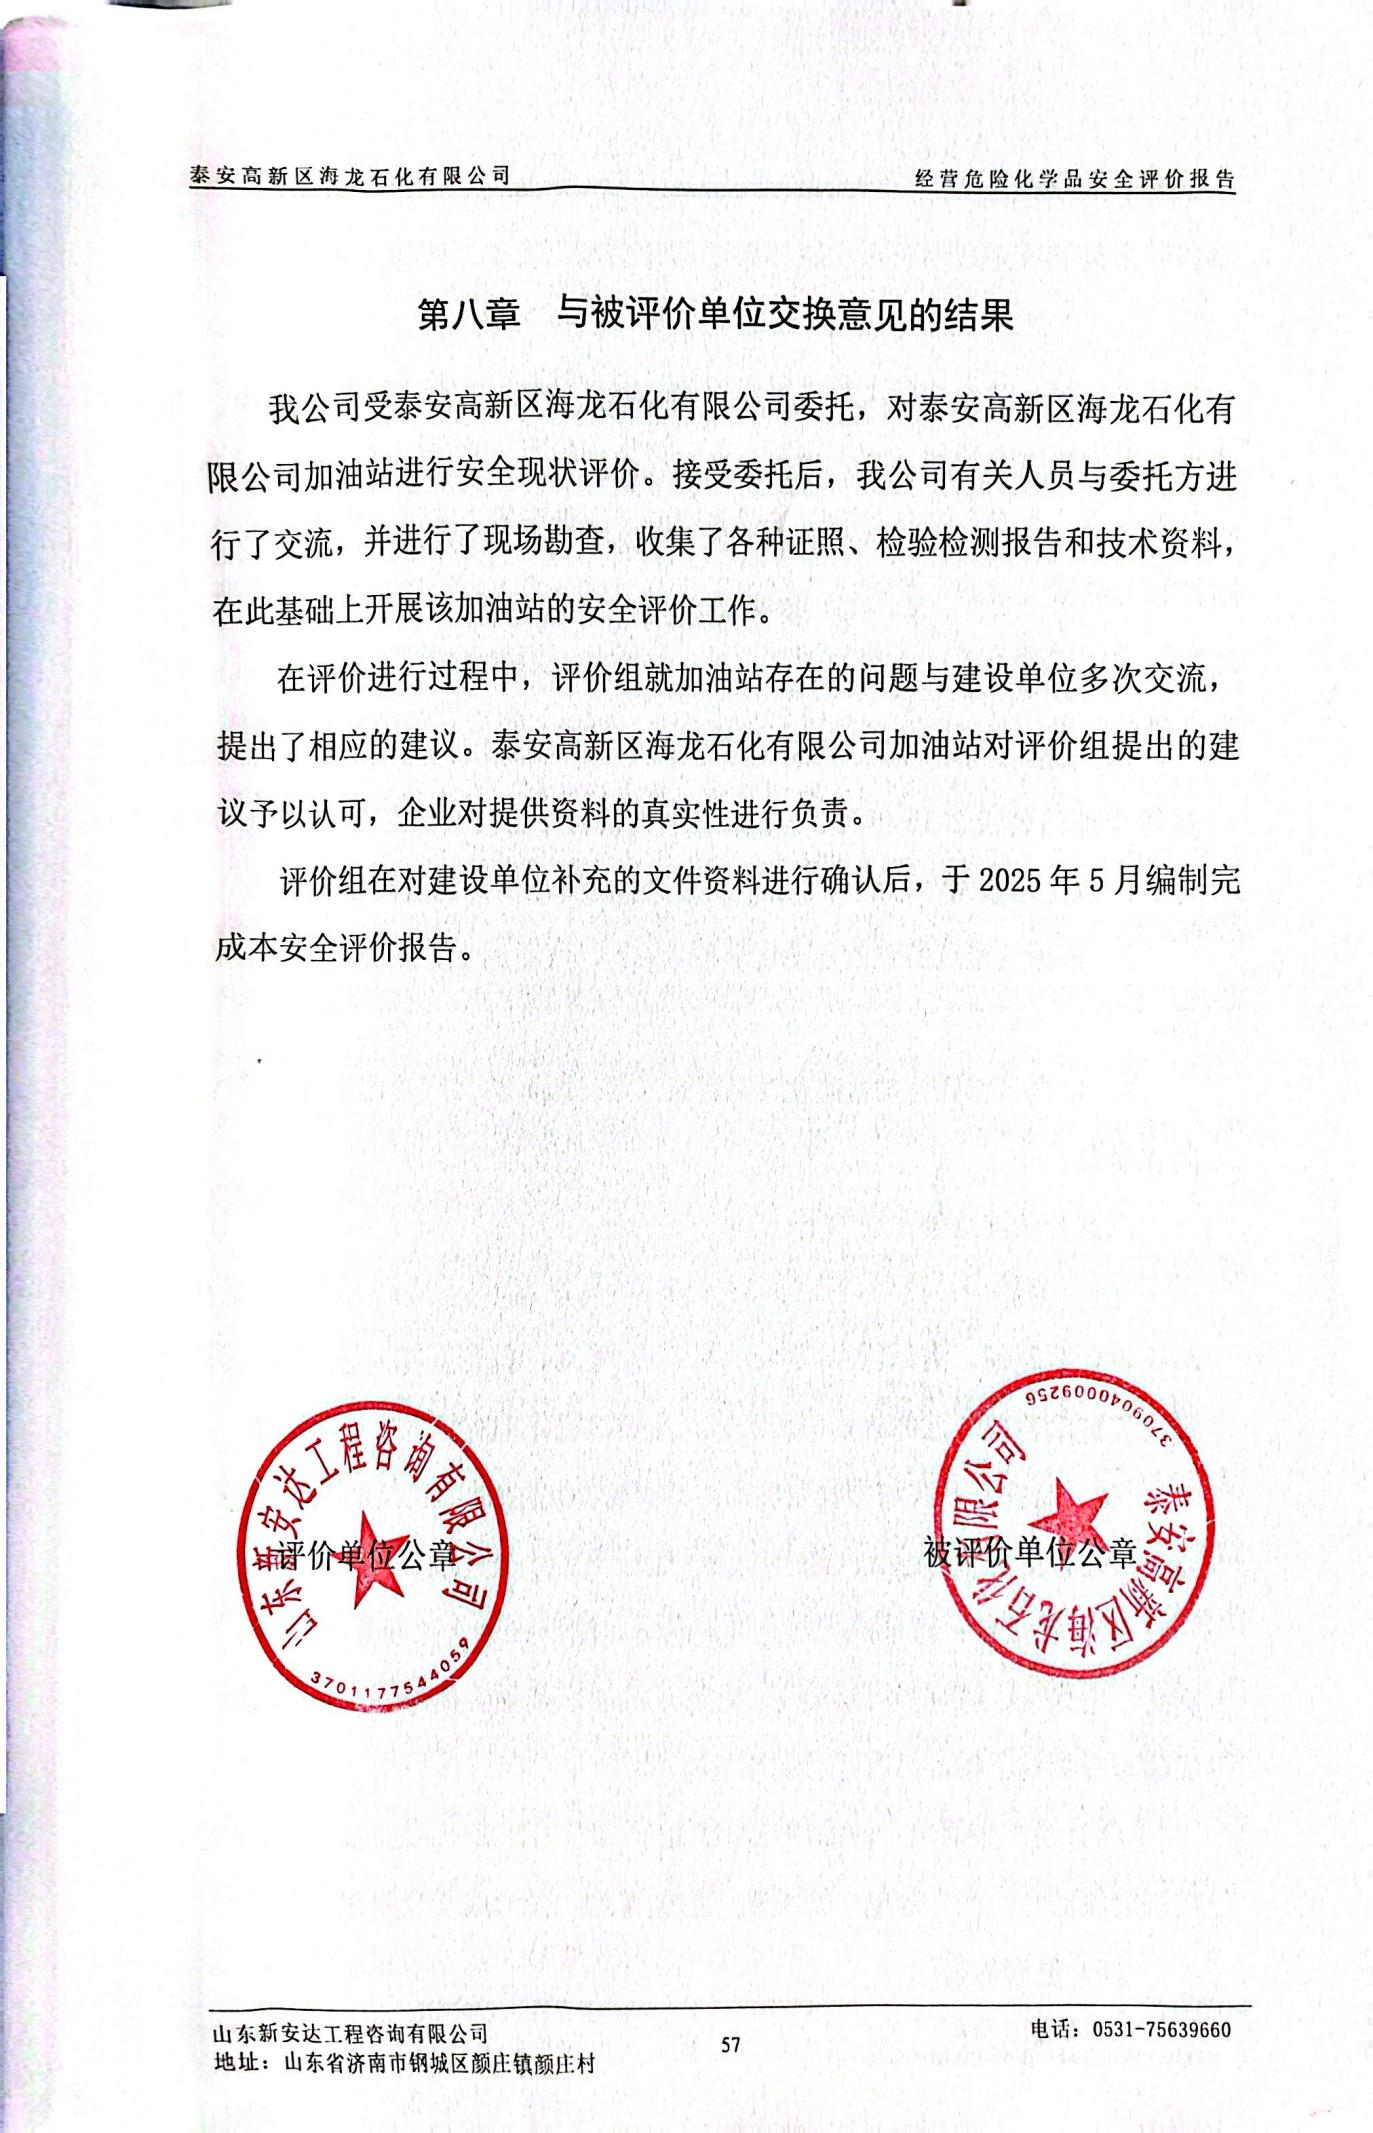 泰安高新区海龙石化有限公司
经营危险化学品安全评价报告
第八章 与被评价单位交换意见的结果
我公司受泰安高新区海龙石化有限公司委托，对泰安高新区海龙石化有
限公司加油站进行安全现状评价。接受委托后，我公司有关人员与委托方进
行了交流，并进行了现场勘查，收集了各种证照、检验检测报告和技术资料，
在此基础上开展该加油站的安全评价工作。
在评价进行过程中，评价组就加油站存在的问题与建设单位多次交流，
提出了相应的建议。泰安高新区海龙石化有限公司加油站对评价组提出的建
议予以认可，企业对提供资料的真实性进行负责。
评价组在对建设单位补充的文件资料进行确认后，于 2025 年 5 月编制完
成本安全评价报告。
山东新安达工程咨询有限公司
评价单位公章
3701177544059
3709040009256
泰安高新区海龙石化有限公司
被评价单位公章
山东新安达工程咨询有限公司
地址：山东省济南市钢城区颜庄镇颜庄村
57
电话：0531-75639660